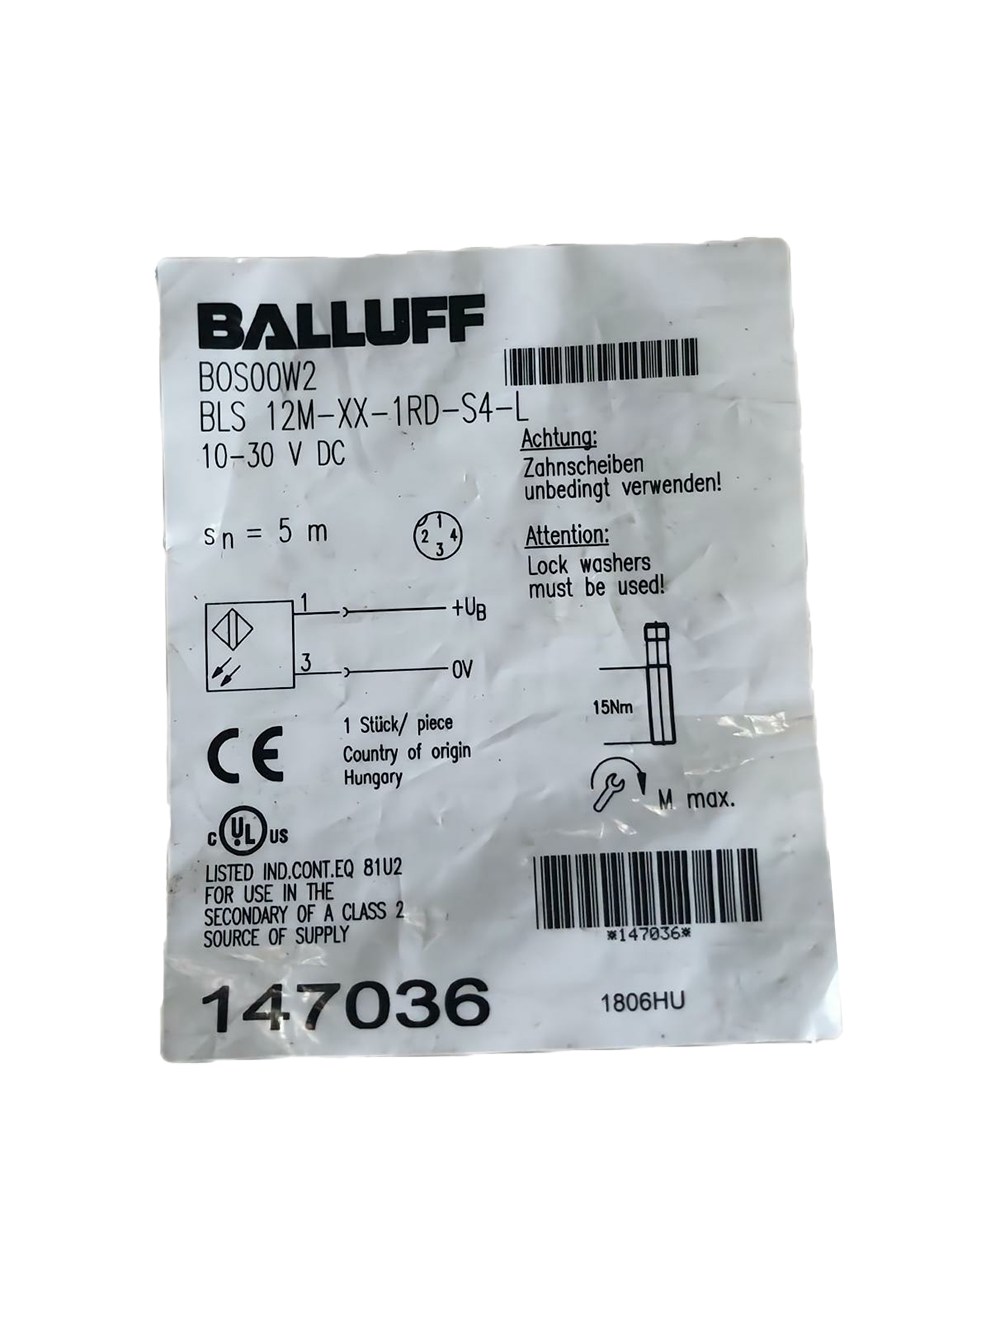 BALLUFF
BOS00W2
BLS 12M-XX-1RD-S4-L
10-30 V DC
Achtung:
Zahnscheiben
unbedingt verwenden!
sn = 5 m
1
2 4
3
Attention:
Lock washers
must be used!
1 +UB
3 0V
15Nm
M max.
CE
1 Stück/ piece
Country of origin
Hungary
c UL US
LISTED IND.CONT.EQ 81U2
FOR USE IN THE
SECONDARY OF A CLASS 2
SOURCE OF SUPPLY
*147036*
147036
1806HU